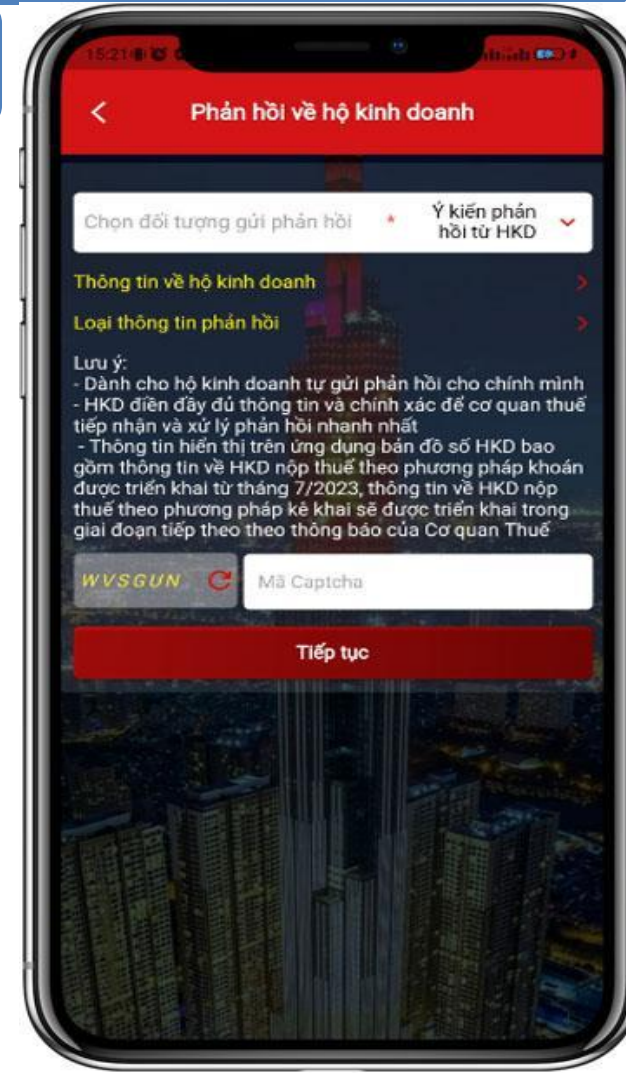 15:21
Phản hồi về hộ kinh doanh
Chọn đối tượng gửi phản hồi *
Ý kiến phản
hồi từ HKD
Thông tin về hộ kinh doanh
Loại thông tin phản hồi
Lưu ý:
- Dành cho hộ kinh doanh tự gửi phản hồi cho chính mình
- HKD điền đầy đủ thông tin và chính xác để cơ quan thuế
tiếp nhận và xử lý phản hồi nhanh nhất
- Thông tin hiển thị trên ứng dụng bản đồ số HKD bao
gồm thông tin về HKD nộp thuế theo phương pháp khoán
được triển khai từ tháng 7/2023, thông tin về HKD nộp
thuế theo phương pháp kê khai sẽ được triển khai trong
giai đoạn tiếp theo theo thông báo của Cơ quan Thuế
WVSGUN
Mã Captcha
Tiếp tục